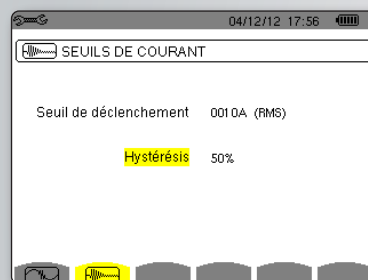 04/12/12 17:56
SEUILS DE COURANT
Seuil de déclenchement 0010A (RMS)
Hystérésis 50%